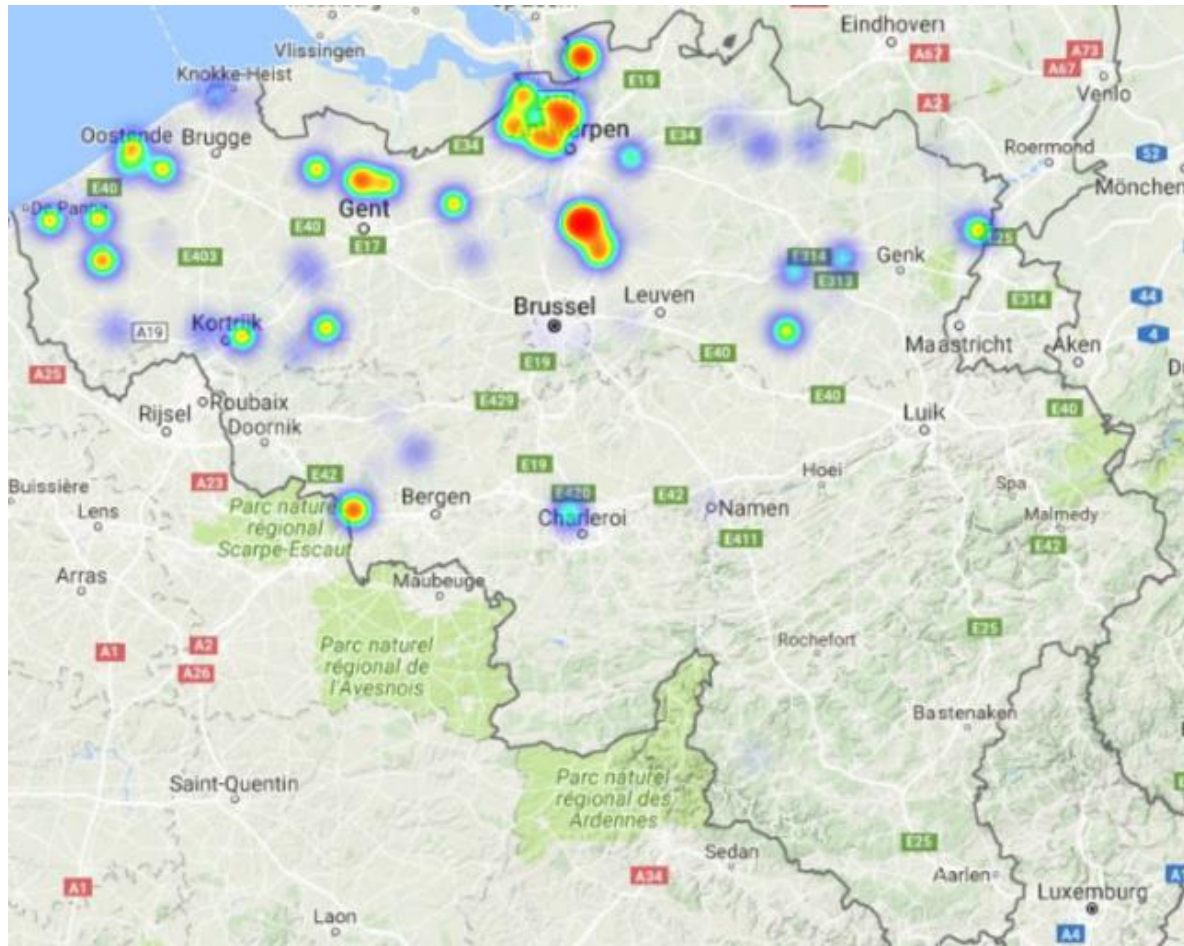 Eindhoven
Vlissingen
A67
A73
E19
A67
Knokke-Heist
Venlo
A2
Oostende
Brugge
E34
erpen
E34
Roermond
52
E40
Mönchen
De Panne
Gent
E40
E17
E25
E403
E314
Genk
E313
Leuven
E314
44
Brussel
A19
Kortrijk
Maastricht
Aken
4
E19
E40
A25
E429
E40
E40
Roubaix
Rijsel
Luik
Doornik
E19
Hoei
E42
A23
E420
E42
Buissière
Bergen
Spa
Parc naturel
régional
Scarpe-Escaut
Lens
Charleroi
Namen
Malmedy
E411
E42
Arras
Maubeuge
E25
A1
A2
Parc naturel
régional de
l'Avesnois
Rochefort
A26
Bastenaken
Saint-Quentin
Parc naturel
régional des
Ardennes
E25
Sedan
A34
Aarlen
A1
Luxemburg
Laon
A4